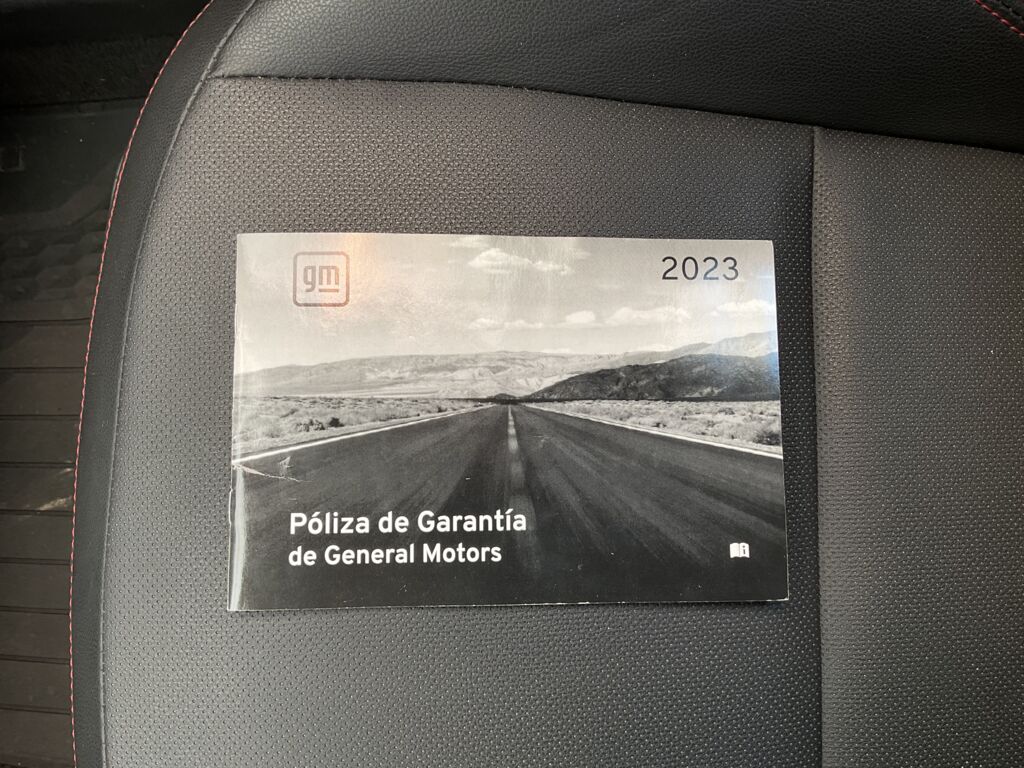 gm
2023
Póliza de Garantía
de General Motors
i